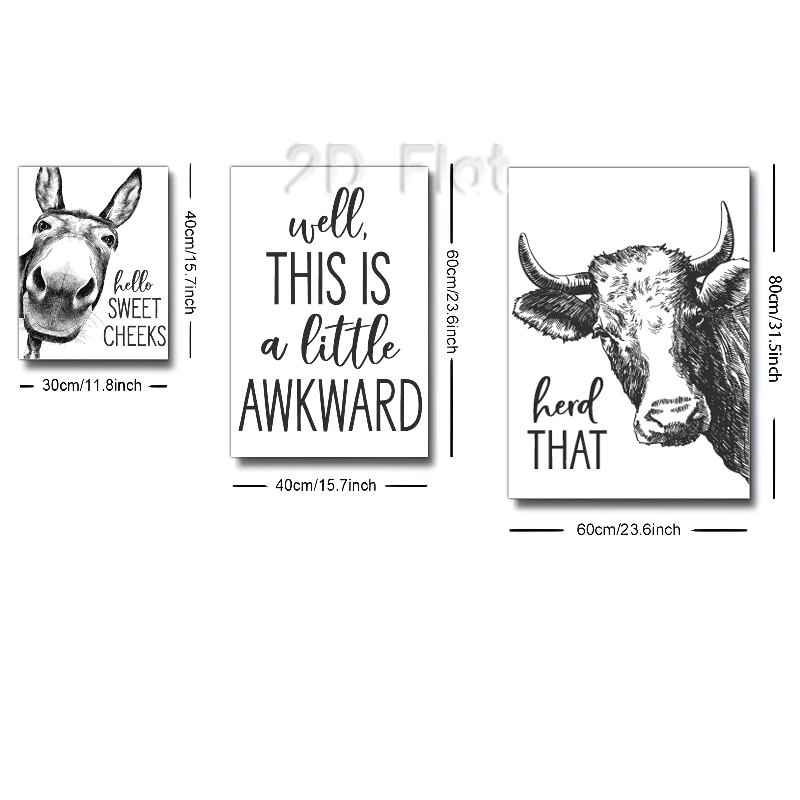 2D Flat
hello
SWEET
CHEEKS
40cm/15.7inch
30cm/11.8inch
well,
THIS IS
a little
AWKWARD
60cm/23.6inch
40cm/15.7inch
herd
THAT
80cm/31.5inch
60cm/23.6inch